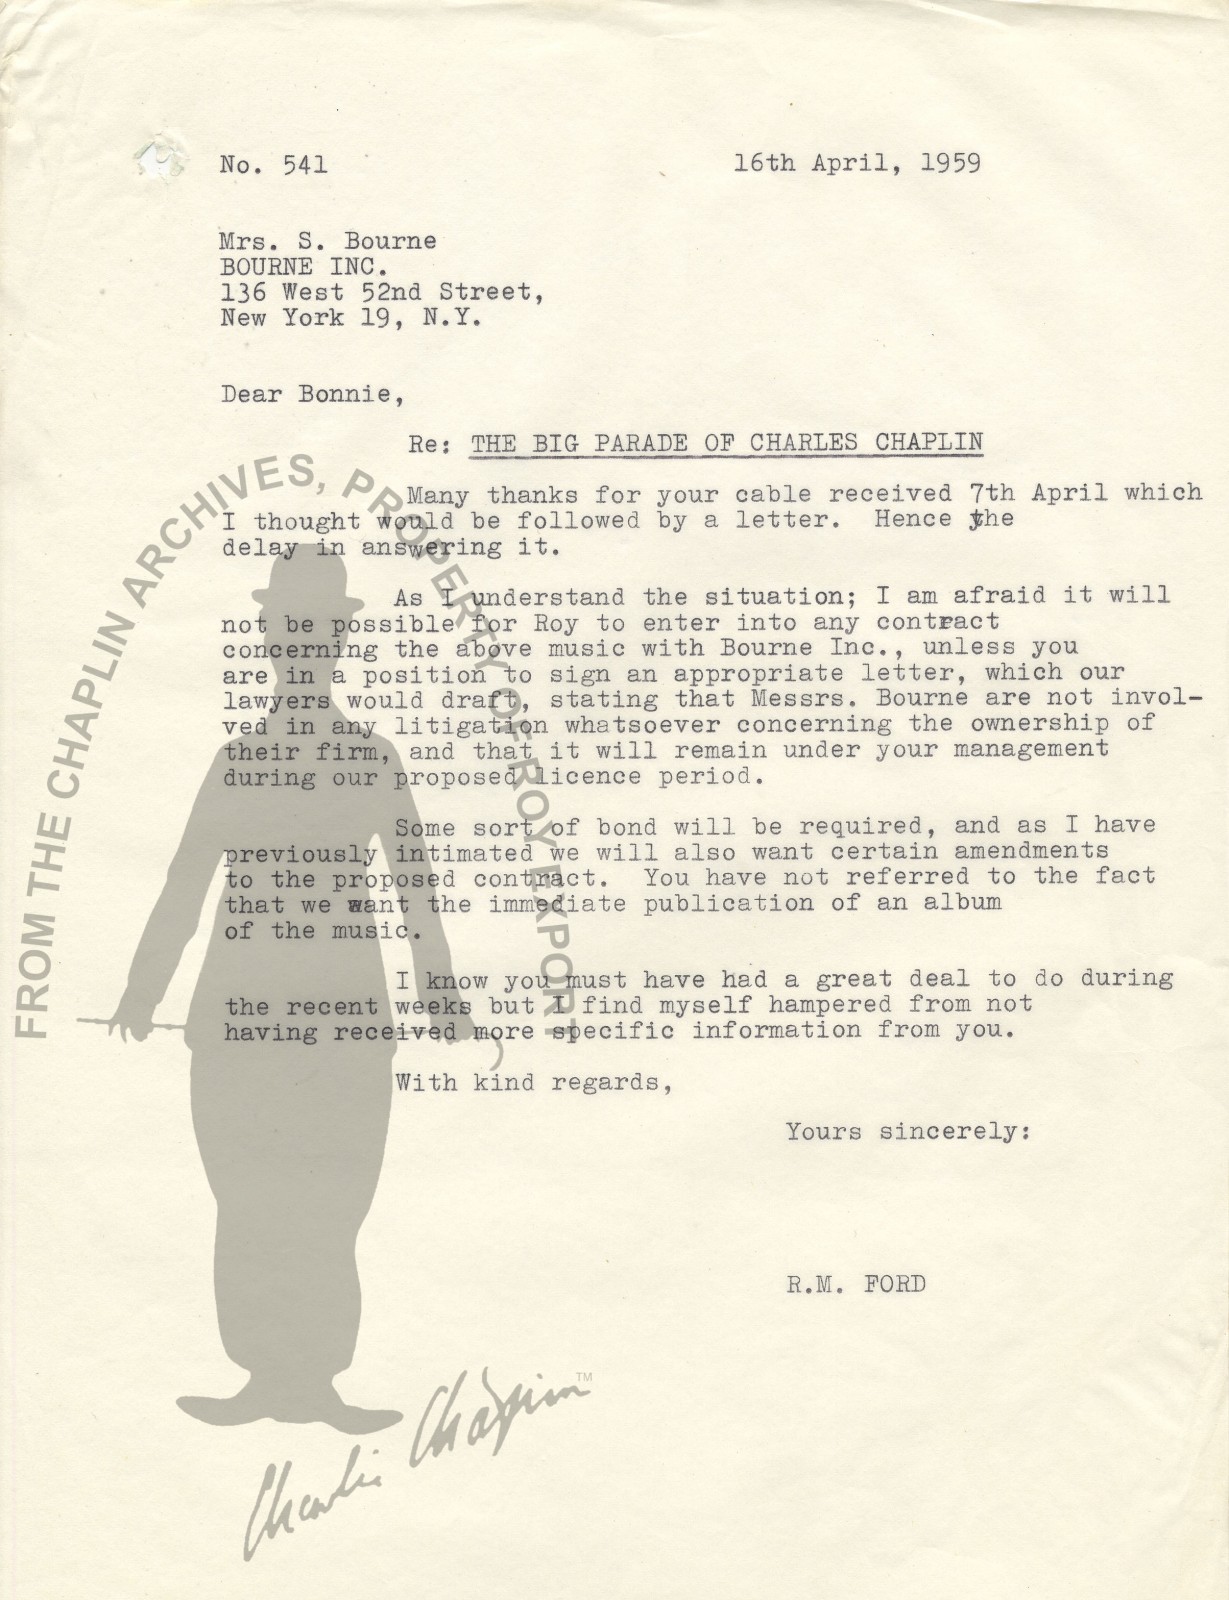 No. 541
16th April, 1959
Mrs. S. Bourne
BOURNE INC.
136 West 52nd Street,
New York 19, N.Y.
Dear Bonnie,
Re: THE BIG PARADE OF CHARLES CHAPLIN
Many thanks for your cable received 7th April which
I thought would be followed by a letter. Hence the
delay in answering it.
As I understand the situation; I am afraid it will
not be possible for Roy to enter into any contract
concerning the above music with Bourne Inc., unless you
are in a position to sign an appropriate letter, which our
lawyers would draft, stating that Messrs. Bourne are not invol-
ved in any litigation whatsoever concerning the ownership of
their firm, and that it will remain under your management
during our proposed licence period.
Some sort of bond will be required, and as I have
previously intimated we will also want certain amendments
to the proposed contract. You have not referred to the fact
that we want the immediate publication of an album
of the music.
I know you must have had a great deal to do during
the recent weeks but I find myself hampered from not
having received more specific information from you.
With kind regards,
Yours sincerely:
R.M. FORD
FROM THE CHAPLIN ARCHIVES, PROPERTY OF ROY EXPORT
Charlie Chaplin TM